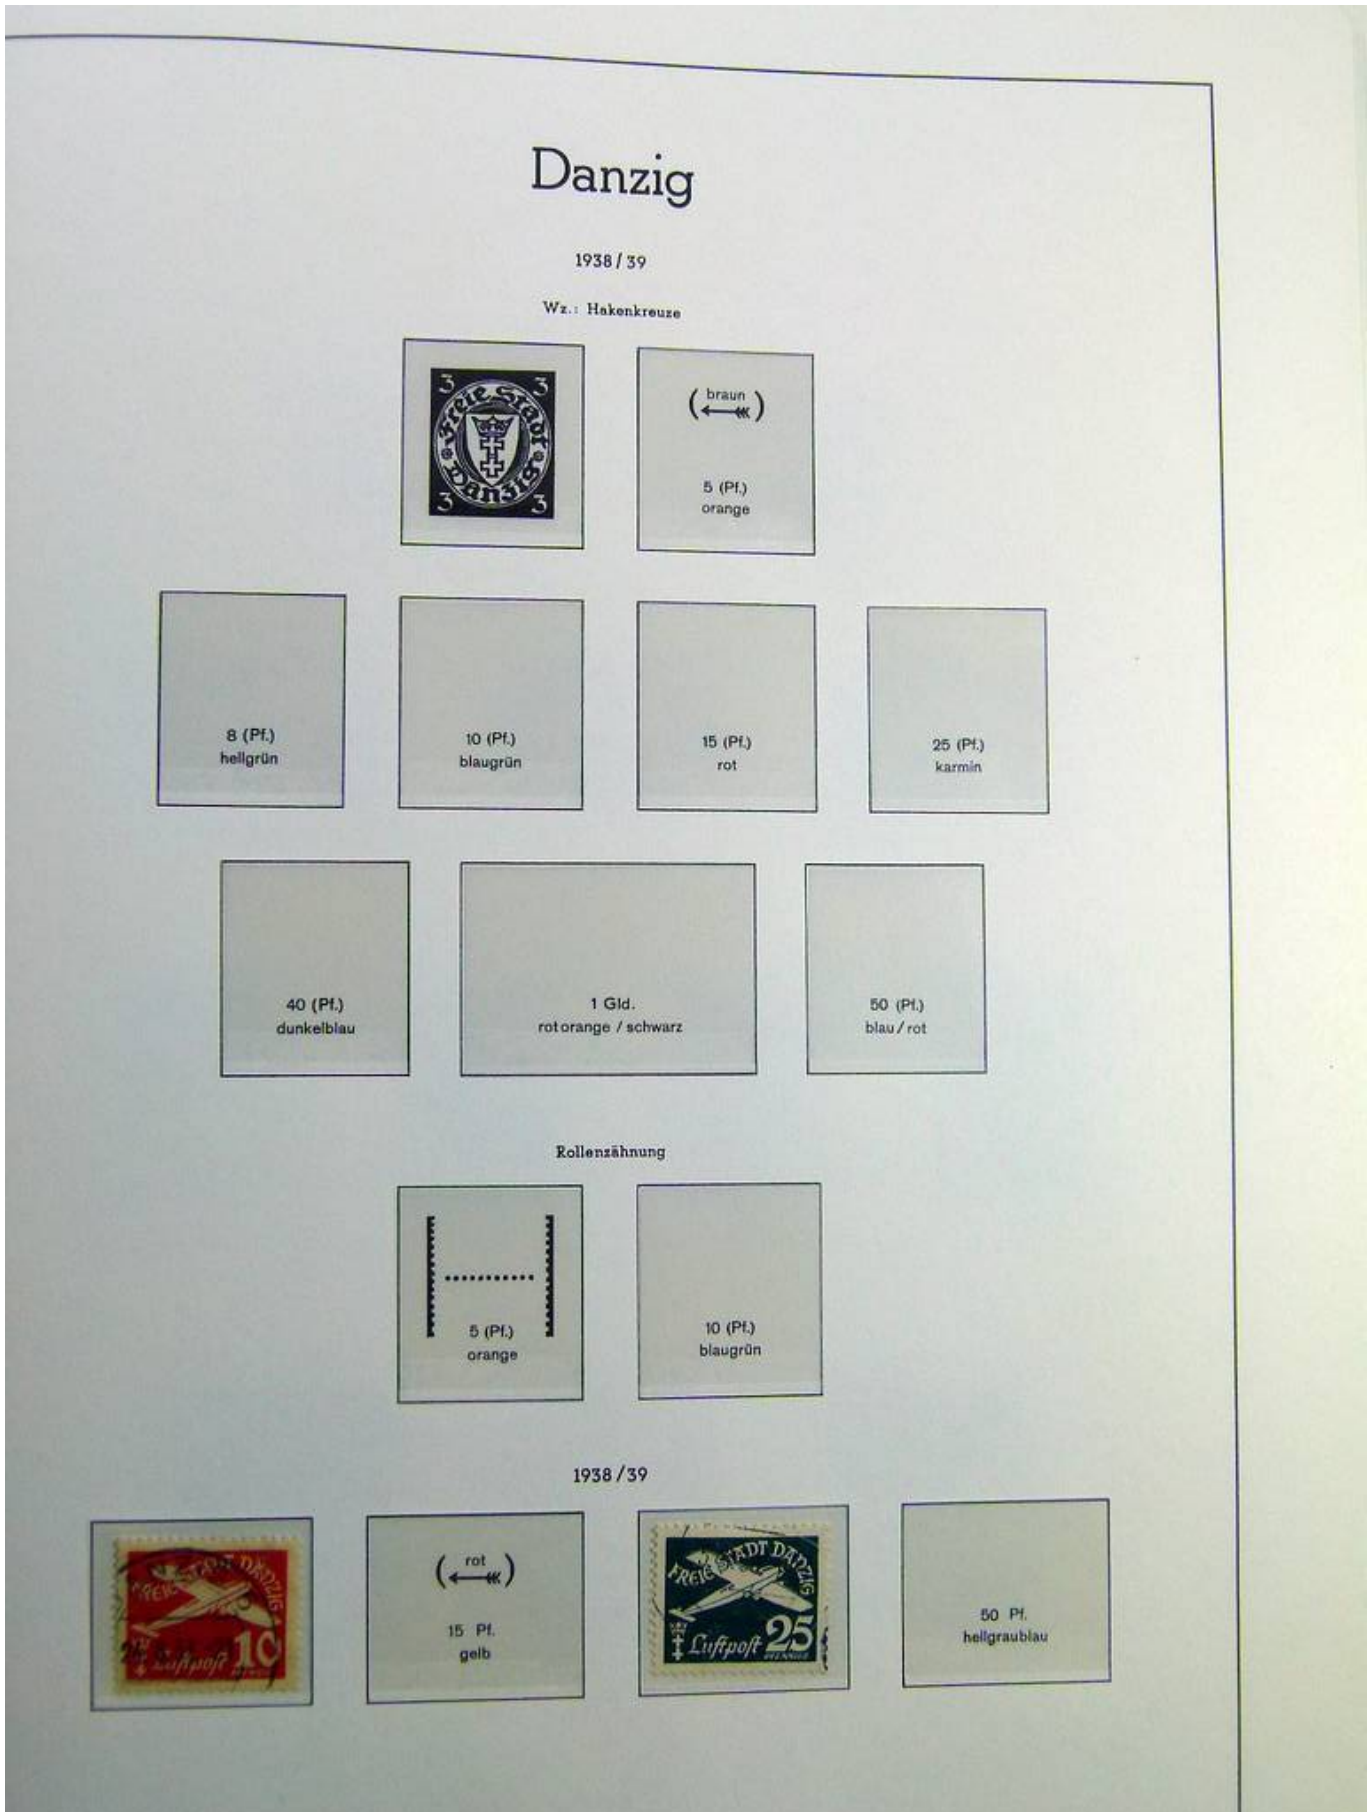 Danzig
1938/39
Wz.: Hakenkreuze
3 3
Freie Stadt
Danzig
3 3
( braun )
5 (Pf.)
orange
8 (Pf.)
hellgrün
10 (Pf.)
blaugrün
15 (Pf.)
rot
25 (Pf.)
karmin
40 (Pf.)
dunkelblau
1 Gld.
rotorange / schwarz
50 (Pf.)
blau / rot
Rollenzähnung
5 (Pf.)
orange
10 (Pf.)
blaugrün
1938/39
FREIE STADT DANZIG
Luftpost 10
( rot )
15 Pf.
gelb
FREIE STADT DANZIG
Luftpost 25
PFENNIGE
50 Pf.
hellgraublau